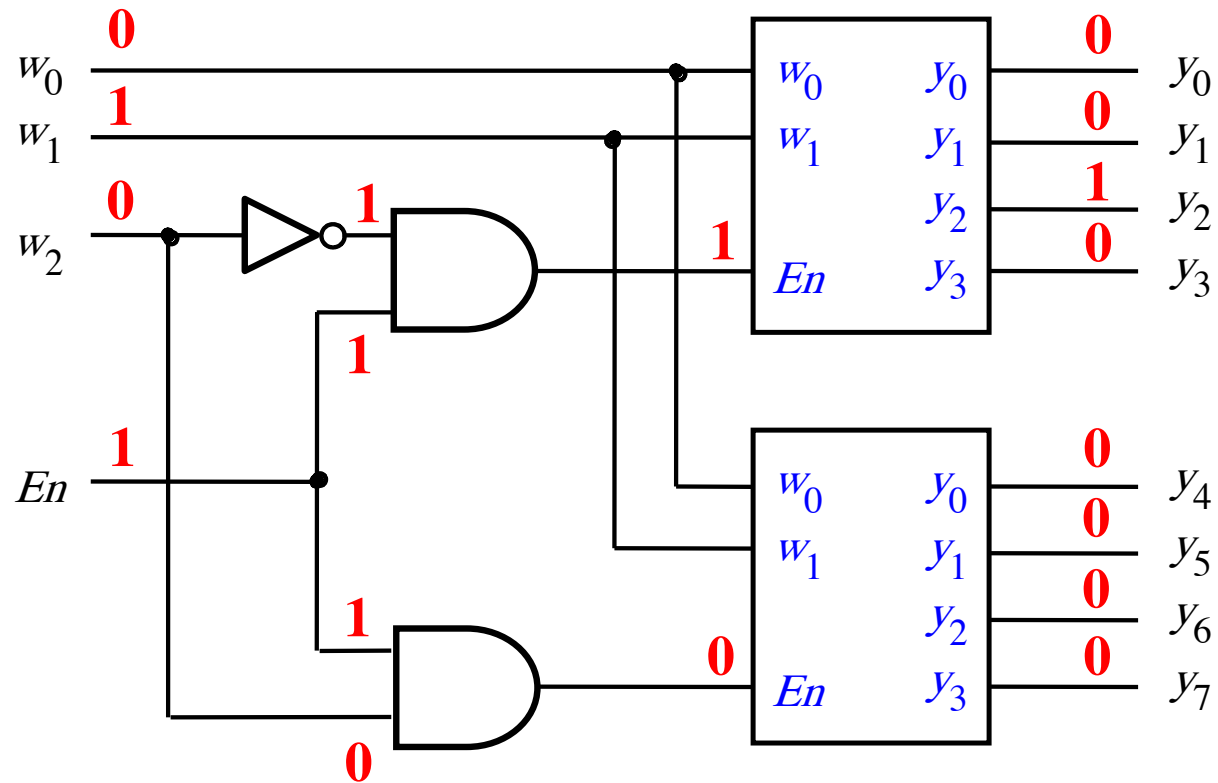 0
w₀ w₀ y₀ 0 y₀
1
w₁ w₁ y₁ 0 y₁
0 1 1
w₂ y₂ 1 y₂
1 En y₃ 0 y₃
1
1
En w₀ y₀ 0 y₄
w₁ y₁ 0 y₅
1 y₂ 0 y₆
0 En y₃ 0 y₇
0